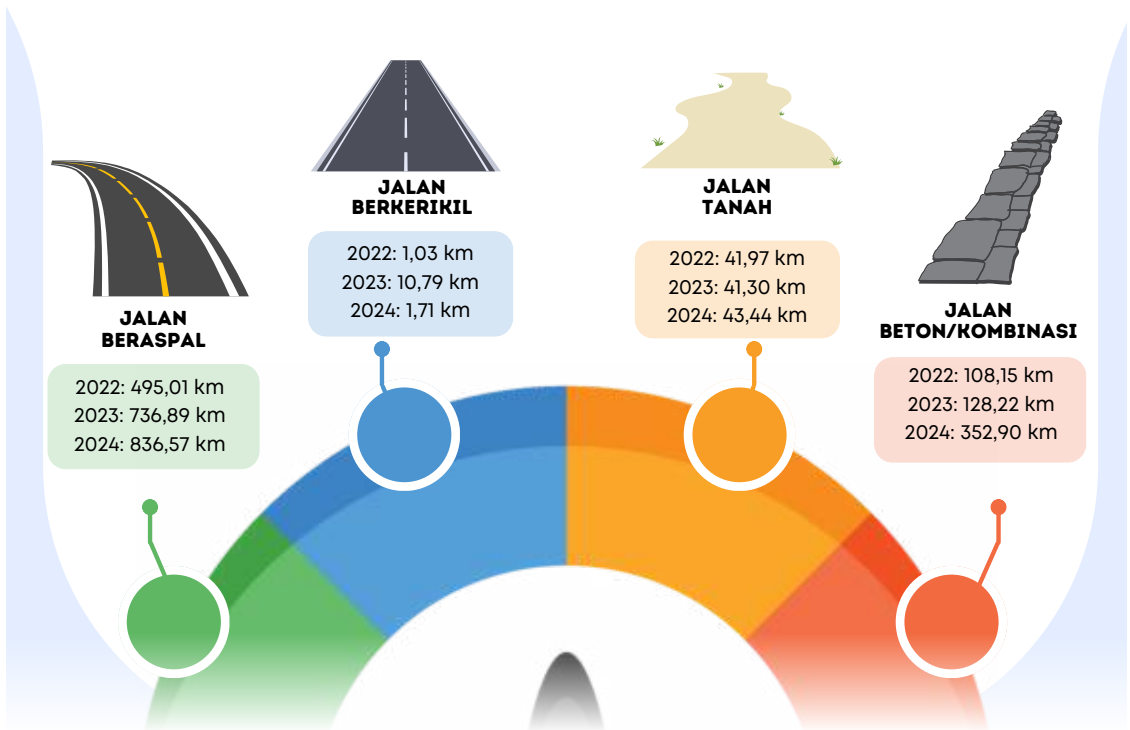 JALAN
BERASPAL
2022: 495,01 km
2023: 736,89 km
2024: 836,57 km
JALAN
BERKERIKIL
2022: 1,03 km
2023: 10,79 km
2024: 1,71 km
JALAN
TANAH
2022: 41,97 km
2023: 41,30 km
2024: 43,44 km
JALAN
BETON/KOMBINASI
2022: 108,15 km
2023: 128,22 km
2024: 352,90 km